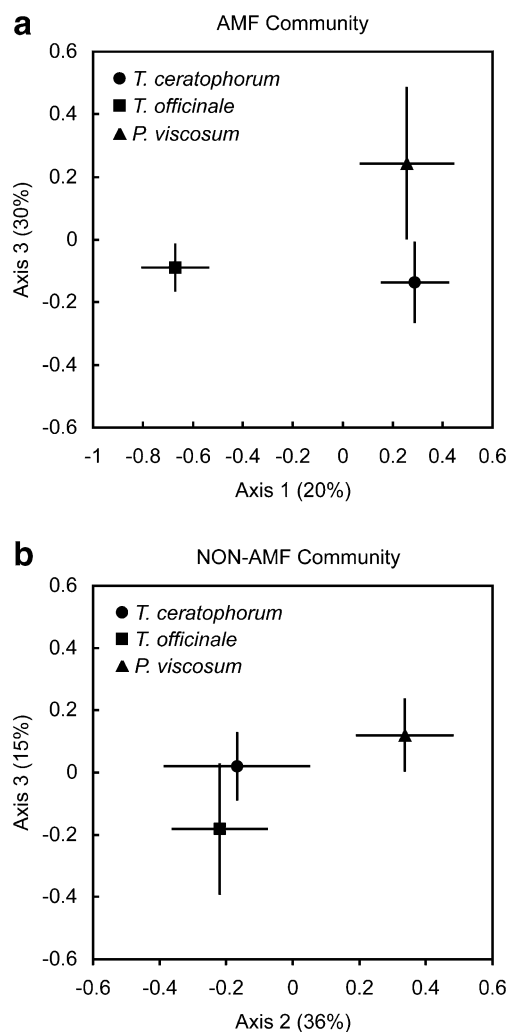 a
AMF Community
T. ceratophorum
T. officinale
P. viscosum
0.6
0.4
0.2
0
-0.2
-0.4
-0.6
Axis 3 (30%)
-1 -0.8 -0.6 -0.4 -0.2 0 0.2 0.4 0.6
Axis 1 (20%)
b
NON-AMF Community
T. ceratophorum
T. officinale
P. viscosum
0.6
0.4
0.2
0
-0.2
-0.4
-0.6
Axis 3 (15%)
-0.6 -0.4 -0.2 0 0.2 0.4 0.6
Axis 2 (36%)